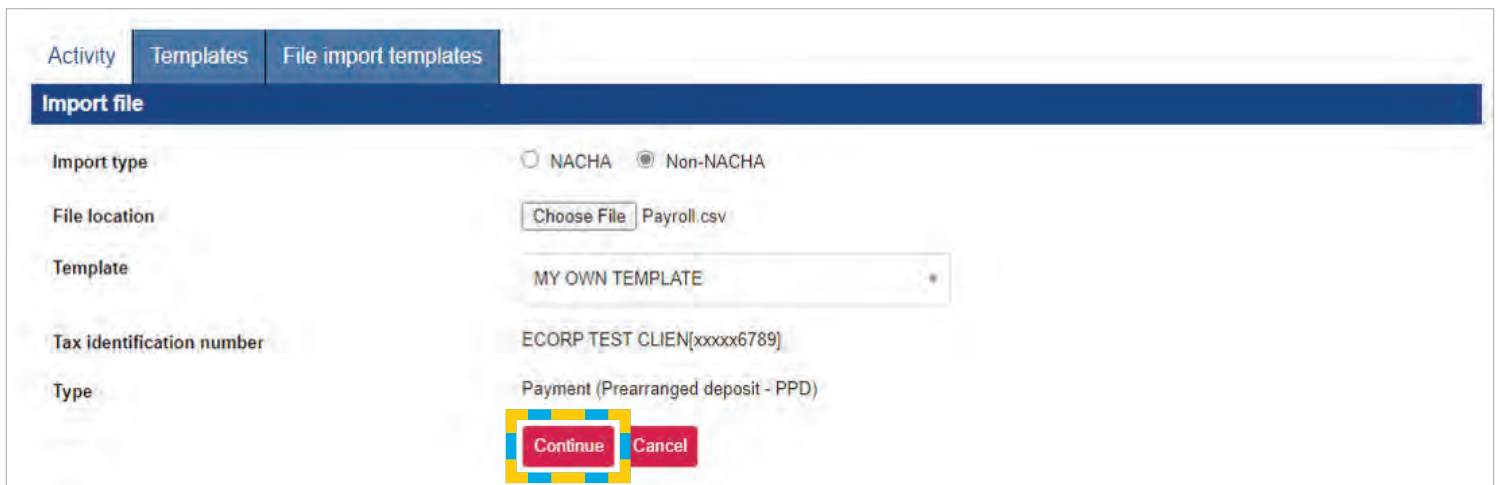 Activity Templates File import templates
Import file
Import type NACHA Non-NACHA
File location Choose File Payroll.csv
Template MY OWN TEMPLATE
Tax identification number ECORP TEST CLIEN[xxxxx6789]
Type Payment (Prearranged deposit - PPD)
Continue Cancel